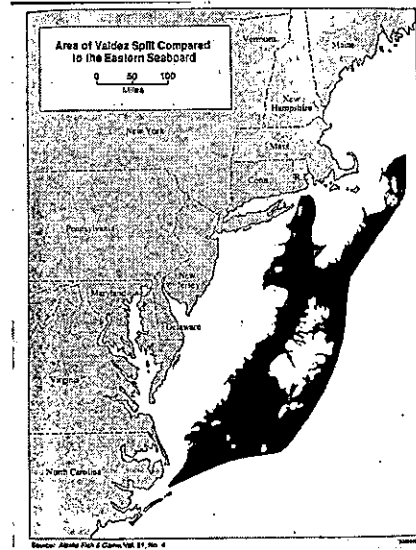 Area of Valdez Spill Compared
to the Eastern Seaboard
0 50 100
Miles
Vermont
Maine
New
Hampshire
New York
Mass
Conn
R.I.
Pennsylvania
New
Jersey
Maryland
Delaware
Virginia
North Carolina
Source: Alaska Fish & Game, Vol. 21, No. 4